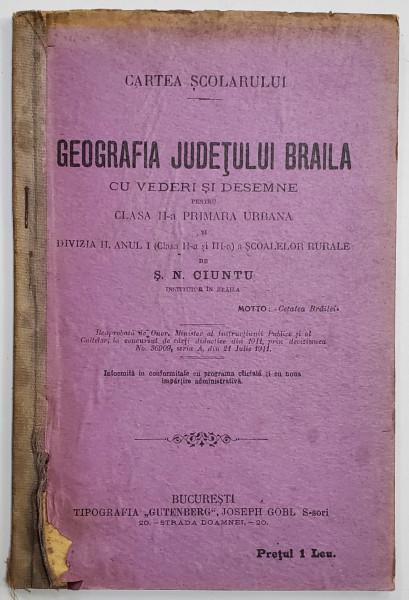 CARTEA ȘCOLARULUI
GEOGRAFIA JUDEȚULUI BRAILA
CU VEDERI ȘI DESEMNE
PENTRU
CLASA II-a PRIMARA URBANA
ȘI
DIVIZIA II, ANUL I (Clasa II-a și III-a) a ȘCOALELOR RURALE
DE
Ș. N. CIUNTU
INSTITUTOR ÎN BRĂILA
MOTTO: «Cetatea Brăilei»
Reaprobată de Onor. Minister al Instrucțiunii Publice și al
Cultelor, la concursul de cărți didactice din 1911, prin deciziunea
No. 36909, seria A, din 21 Iulie 1911.
Întocmită în conformitate cu programa oficială și cu noua
împărțire administrativă.
BUCUREȘTI
TIPOGRAFIA „GUTENBERG", JOSEPH GÖBL S-sori
20.—STRADA DOAMNEI,—20.
Prețul 1 Leu.